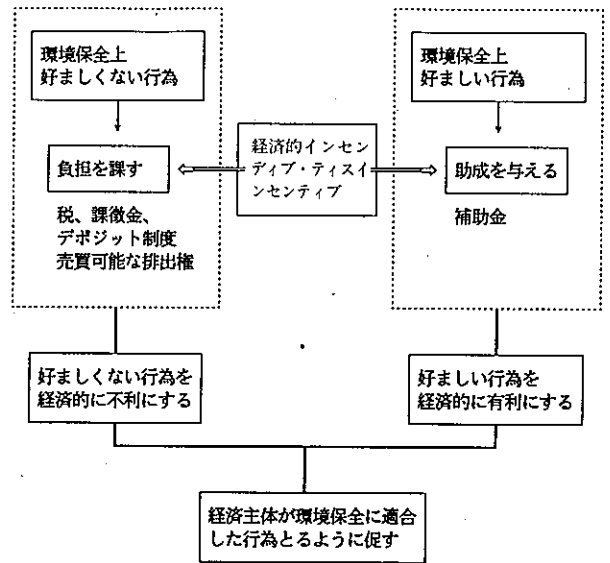 環境保全上
好ましくない行為
環境保全上
好ましい行為
経済的インセン
ディブ・ティスイ
ンセンティブ
負担を課す
助成を与える
税、課徴金、
デポジット制度
売買可能な排出権
補助金
好ましくない行為を
経済的に不利にする
好ましい行為を
経済的に有利にする
経済主体が環境保全に適合
した行為とるように促す